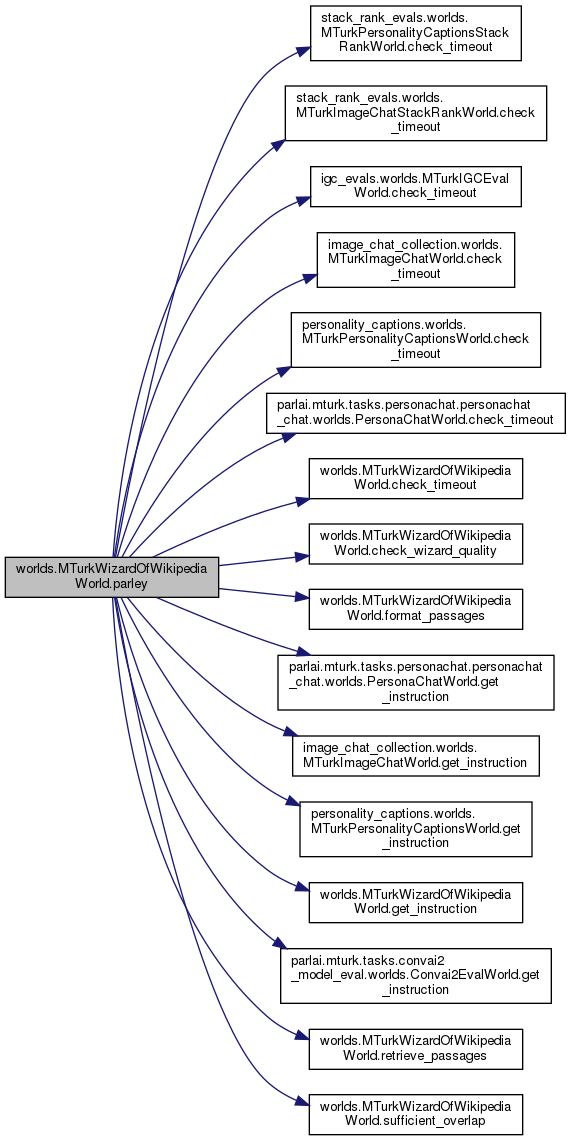 stack_rank_evals.worlds.
MTurkPersonalityCaptionsStack
RankWorld.check_timeout
stack_rank_evals.worlds.
MTurkImageChatStackRankWorld.check
_timeout
igc_evals.worlds.MTurkIGCEval
World.check_timeout
image_chat_collection.worlds.
MTurkImageChatWorld.check
_timeout
personality_captions.worlds.
MTurkPersonalityCaptionsWorld.check
_timeout
parlai.mturk.tasks.personachat.personachat
_chat.worlds.PersonaChatWorld.check_timeout
worlds.MTurkWizardOfWikipedia
World.check_timeout
worlds.MTurkWizardOfWikipedia
World.check_wizard_quality
worlds.MTurkWizardOfWikipedia
World.parley
worlds.MTurkWizardOfWikipedia
World.format_passages
parlai.mturk.tasks.personachat.personachat
_chat.worlds.PersonaChatWorld.get
_instruction
image_chat_collection.worlds.
MTurkImageChatWorld.get_instruction
personality_captions.worlds.
MTurkPersonalityCaptionsWorld.get
_instruction
worlds.MTurkWizardOfWikipedia
World.get_instruction
parlai.mturk.tasks.convai2
_model_eval.worlds.Convai2EvalWorld.get
_instruction
worlds.MTurkWizardOfWikipedia
World.retrieve_passages
worlds.MTurkWizardOfWikipedia
World.sufficient_overlap